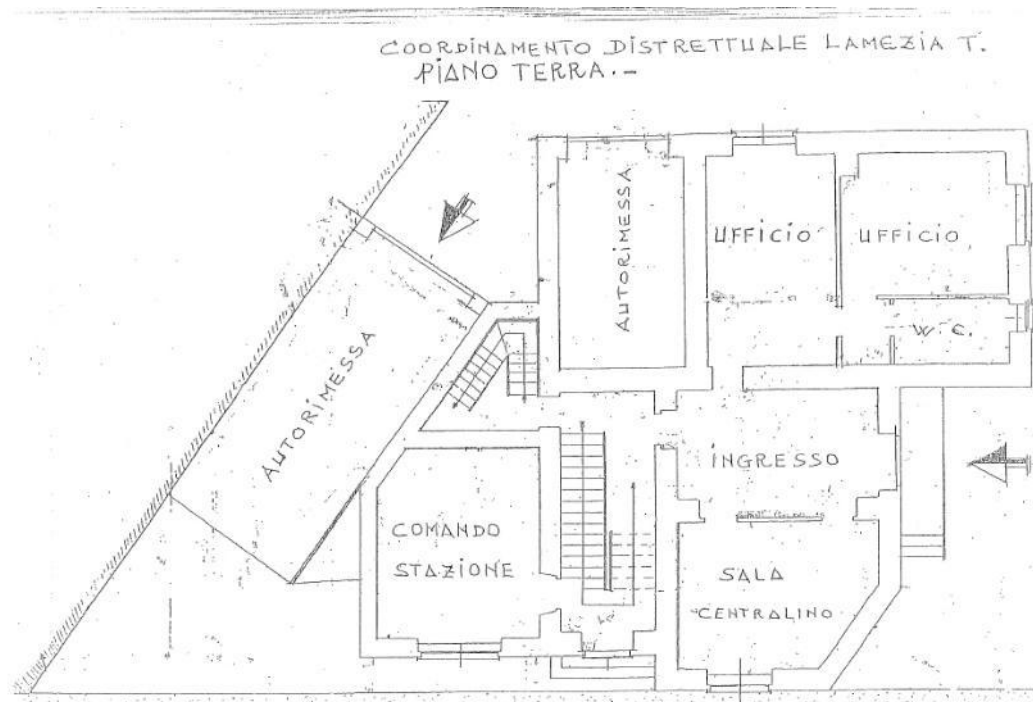 COORDINAMENTO DISTRETTUALE LAMEZIA T.
PIANO TERRA.-
AUTORIMESSA
UFFICIO
UFFICIO
W C.
AUTORIMESSA
INGRESSO
COMANDO
STAZIONE
SALA
CENTRALINO